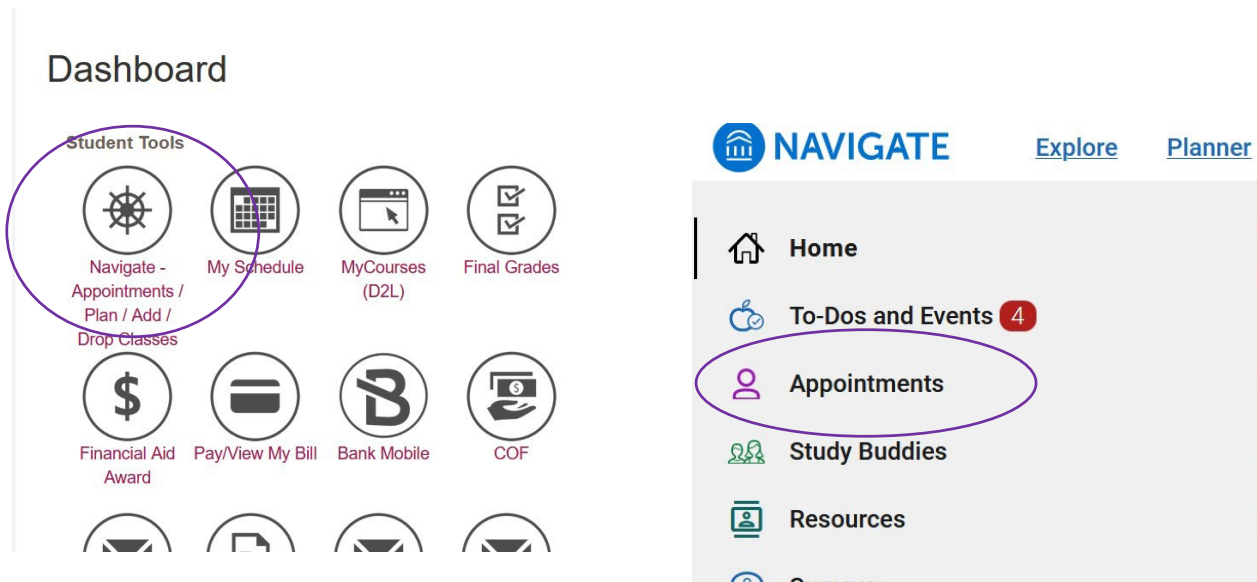 Dashboard
Student Tools
Navigate -
Appointments /
Plan / Add /
Drop Classes
My Schedule
MyCourses
(D2L)
Final Grades
Financial Aid
Award
Pay/View My Bill
Bank Mobile
COF
NAVIGATE
Explore
Planner
Home
To-Dos and Events 4
Appointments
Study Buddies
Resources